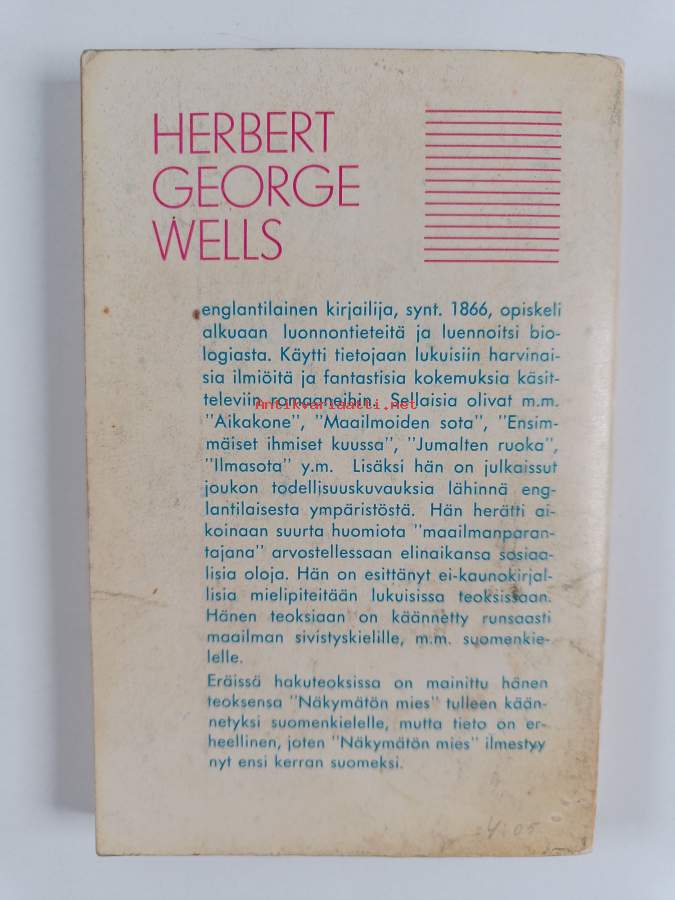 HERBERT
GEORGE
WELLS
englantilainen kirjailija, synt. 1866, opiskeli
alkuaan luonnontieteitä ja luennoitsi bio-
logiasta. Käytti tietojaan lukuisiin harvinai-
sia ilmiöitä ja fantastisia kokemuksia käsit-
televiin romaaneihin. Sellaisia olivat m.m.
Antikvariaatti.net
"Aikakone", "Maailmoiden sota", "Ensim-
mäiset ihmiset kuussa", "Jumalten ruoka",
"Ilmasota" y.m. Lisäksi hän on julkaissut
joukon todellisuuskuvauksia lähinnä eng-
lantilaisesta ympäristöstä. Hän herätti ai-
koinaan suurta huomiota "maailmanparan-
tajana" arvostellessaan elinaikansa sosiaa-
lisia oloja. Hän on esittänyt ei-kaunokirjal-
lisia mielipiteitään lukuisissa teoksissaan.
Hänen teoksiaan on käännetty runsaasti
maailman sivistyskielille, m.m. suomenkie-
lelle.
Eräissä hakuteoksissa on mainittu hänen
teoksensa "Näkymätön mies" tulleen kään-
netyksi suomenkielelle, mutta tieto on er-
heellinen, joten "Näkymätön mies" ilmestyy
nyt ensi kerran suomeksi.